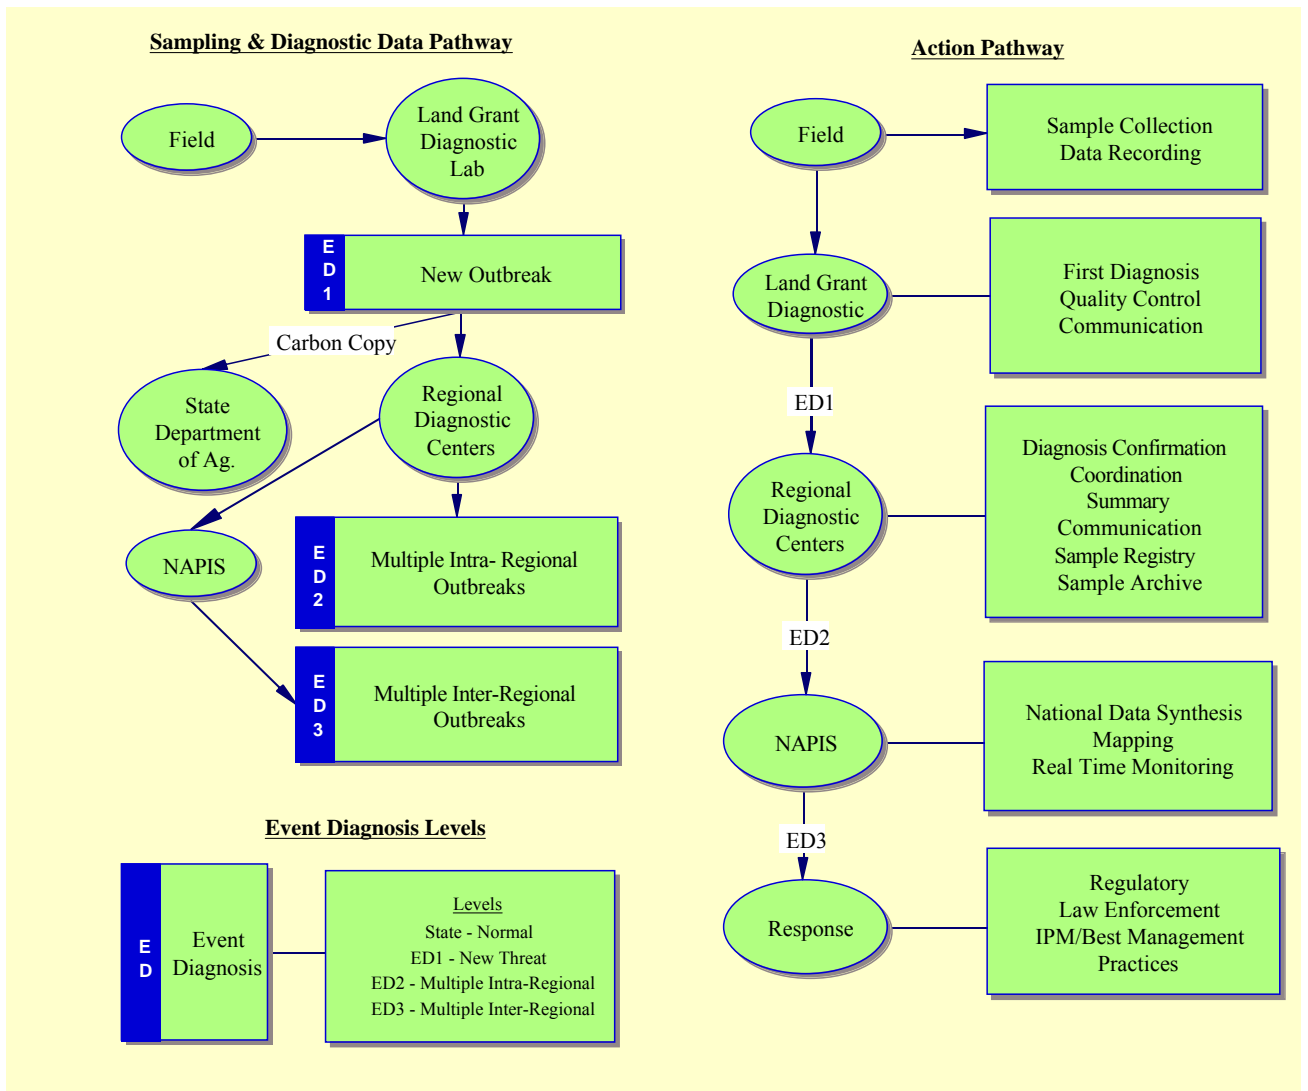 Sampling & Diagnostic Data Pathway
Field
Land Grant
Diagnostic
Lab
E
D
1
New Outbreak
Carbon Copy
State
Department
of Ag.
Regional
Diagnostic
Centers
NAPIS
E
D
2
Multiple Intra- Regional
Outbreaks
E
D
3
Multiple Inter-Regional
Outbreaks
Event Diagnosis Levels
E
D
Event
Diagnosis
Levels
State - Normal
ED1 - New Threat
ED2 - Multiple Intra-Regional
ED3 - Multiple Inter-Regional
Action Pathway
Field
Sample Collection
Data Recording
Land Grant
Diagnostic
First Diagnosis
Quality Control
Communication
ED1
Regional
Diagnostic
Centers
Diagnosis Confirmation
Coordination
Summary
Communication
Sample Registry
Sample Archive
ED2
NAPIS
National Data Synthesis
Mapping
Real Time Monitoring
ED3
Response
Regulatory
Law Enforcement
IPM/Best Management
Practices